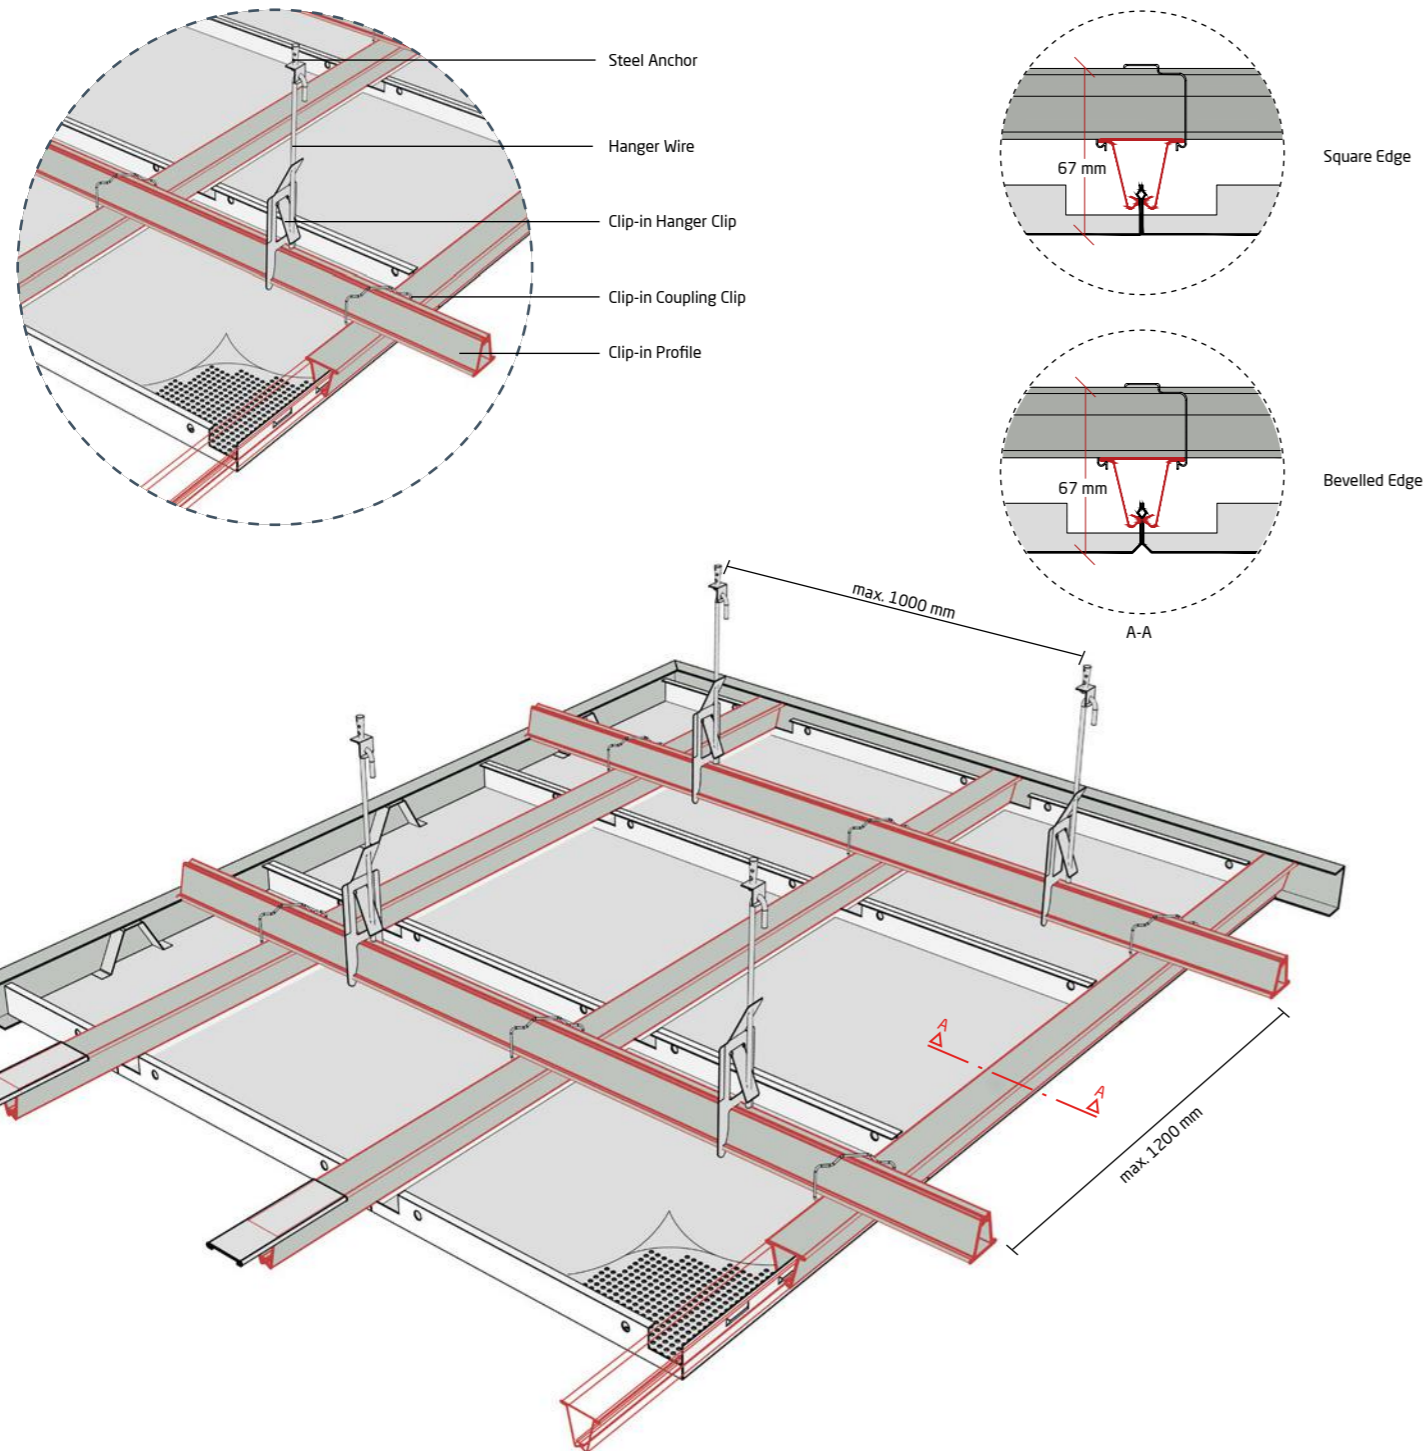 Steel Anchor
Hanger Wire
Clip-in Hanger Clip
Clip-in Coupling Clip
Clip-in Profile
67 mm
Square Edge
67 mm
Bevelled Edge
A-A
max. 1000 mm
A
A
max. 1200 mm